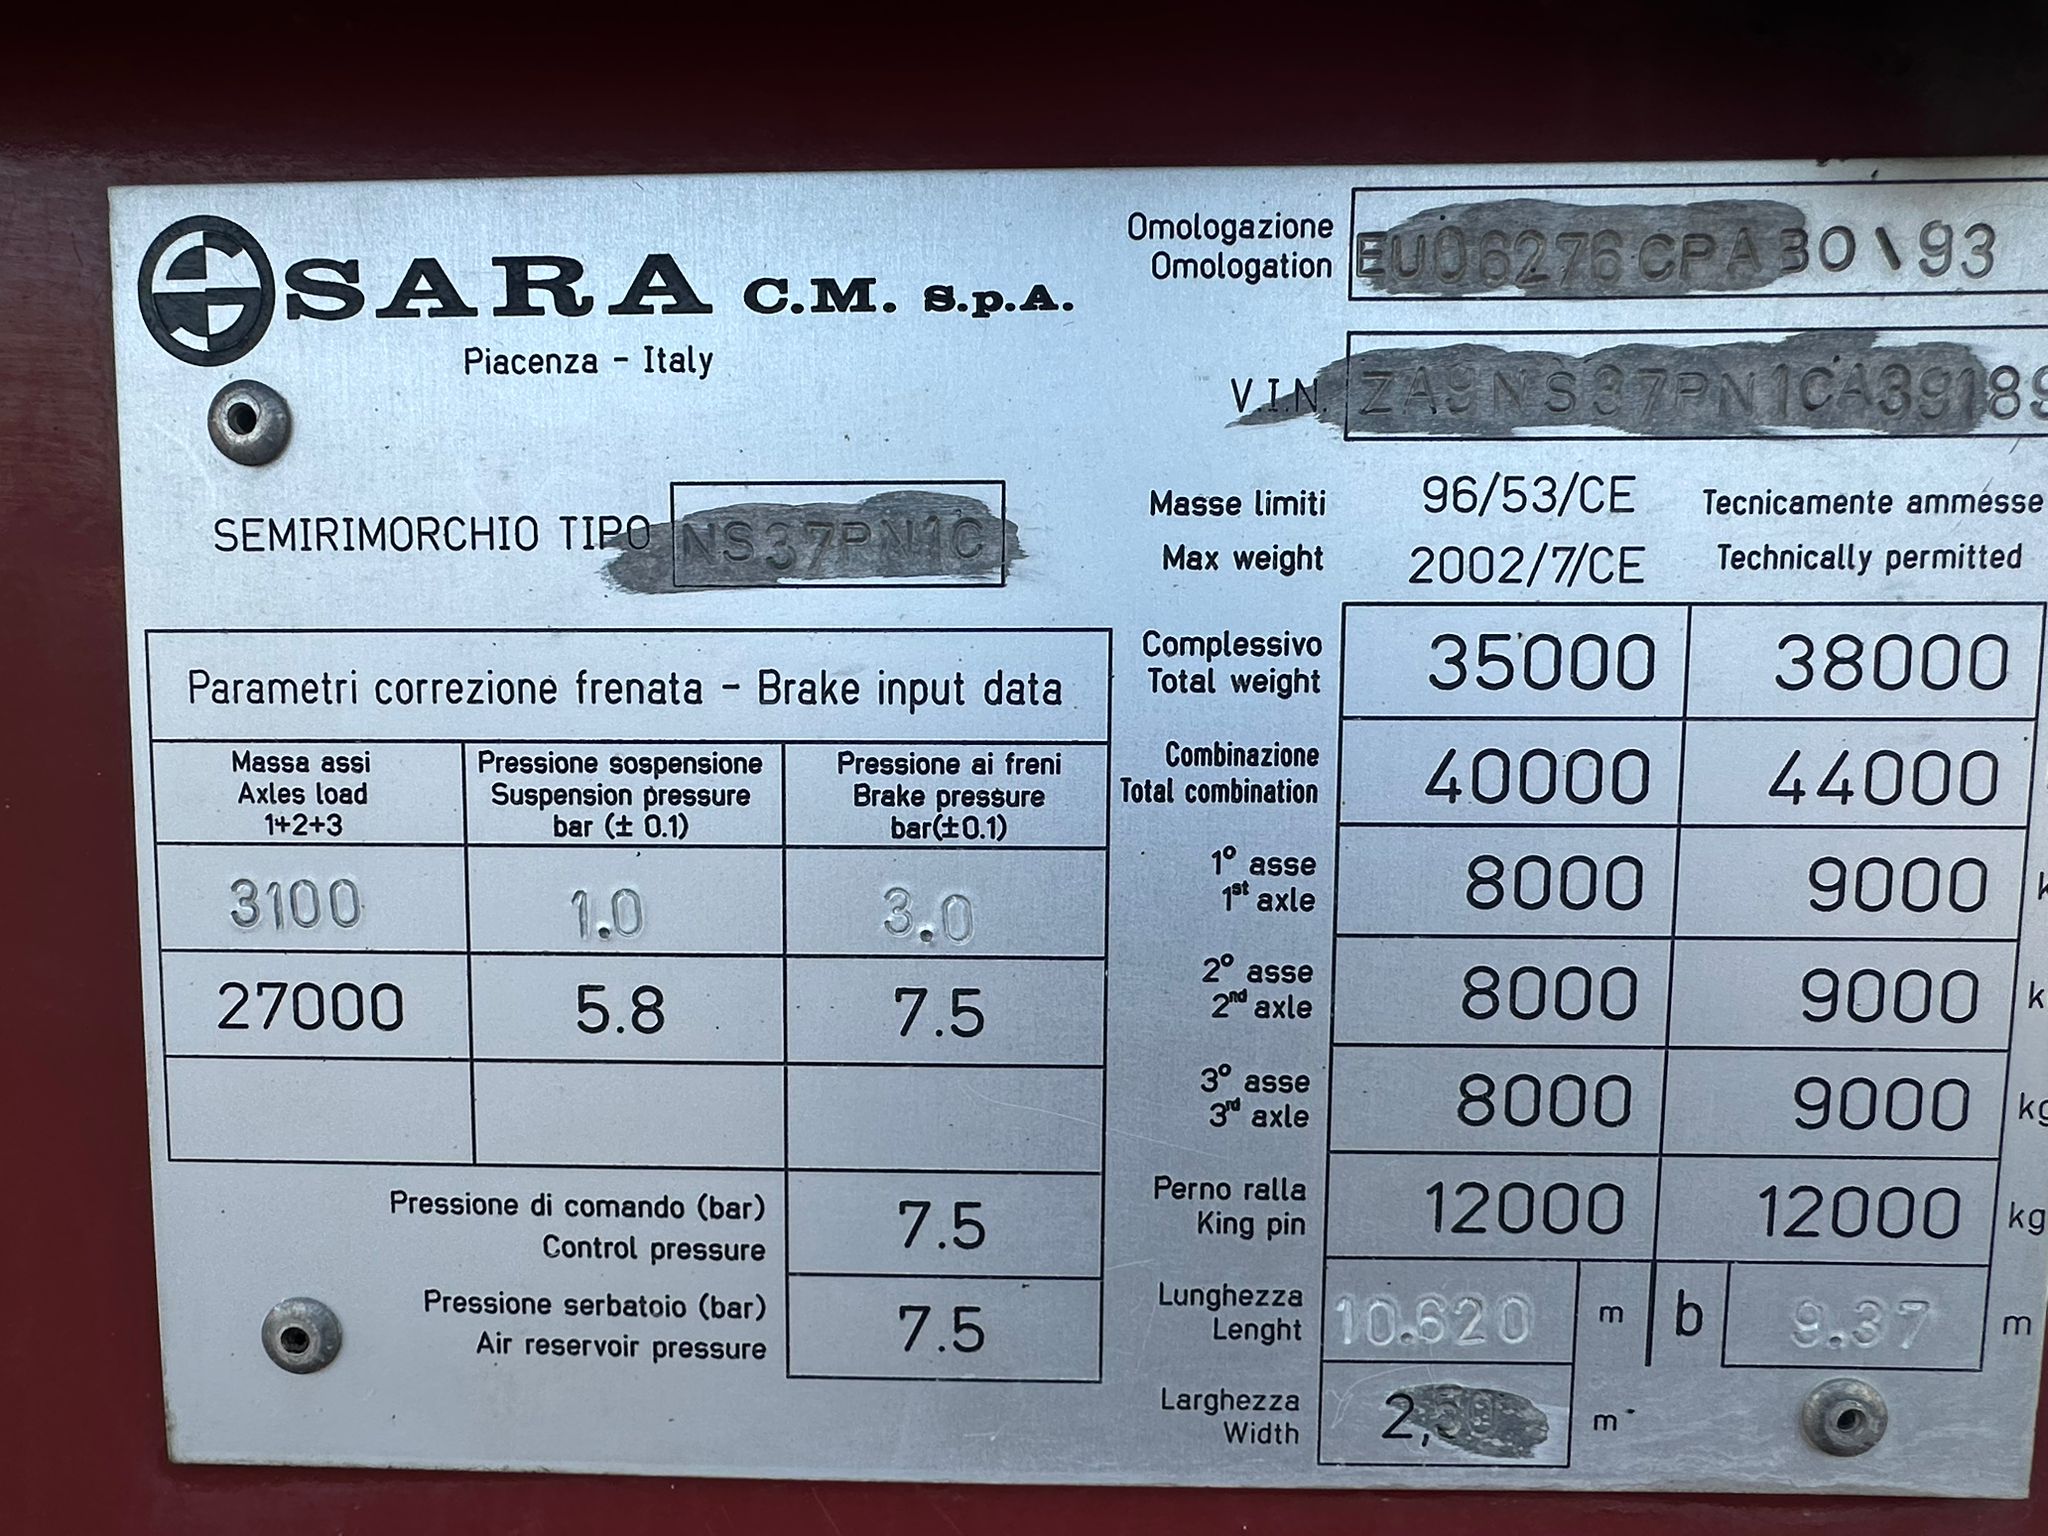 SARA C.M. S.p.A.
Piacenza - Italy
Omologazione
Omologation
EU06276CPA30\93
V.I.N. ZA9NS37PN1CA39189
SEMIRIMORCHIO TIPO NS37PN1C
Masse limiti 96/53/CE Tecnicamente ammesse
Max weight 2002/7/CE Technically permitted
Parametri correzione frenata - Brake input data
Massa assi
Axles load
1+2+3
Pressione sospensione
Suspension pressure
bar (± 0.1)
Pressione ai freni
Brake pressure
bar(±0.1)
3100 1.0 3.0
27000 5.8 7.5
Pressione di comando (bar)
Control pressure
7.5
Pressione serbatoio (bar)
Air reservoir pressure
7.5
Complessivo
Total weight
35000 38000
Combinazione
Total combination
40000 44000
1° asse
1st axle
8000 9000 k
2° asse
2nd axle
8000 9000 k
3° asse
3rd axle
8000 9000 kg
Perno ralla
King pin
12000 12000 kg
Lunghezza
Lenght
10.620 m b 9.37 m
Larghezza
Width
2,50 m